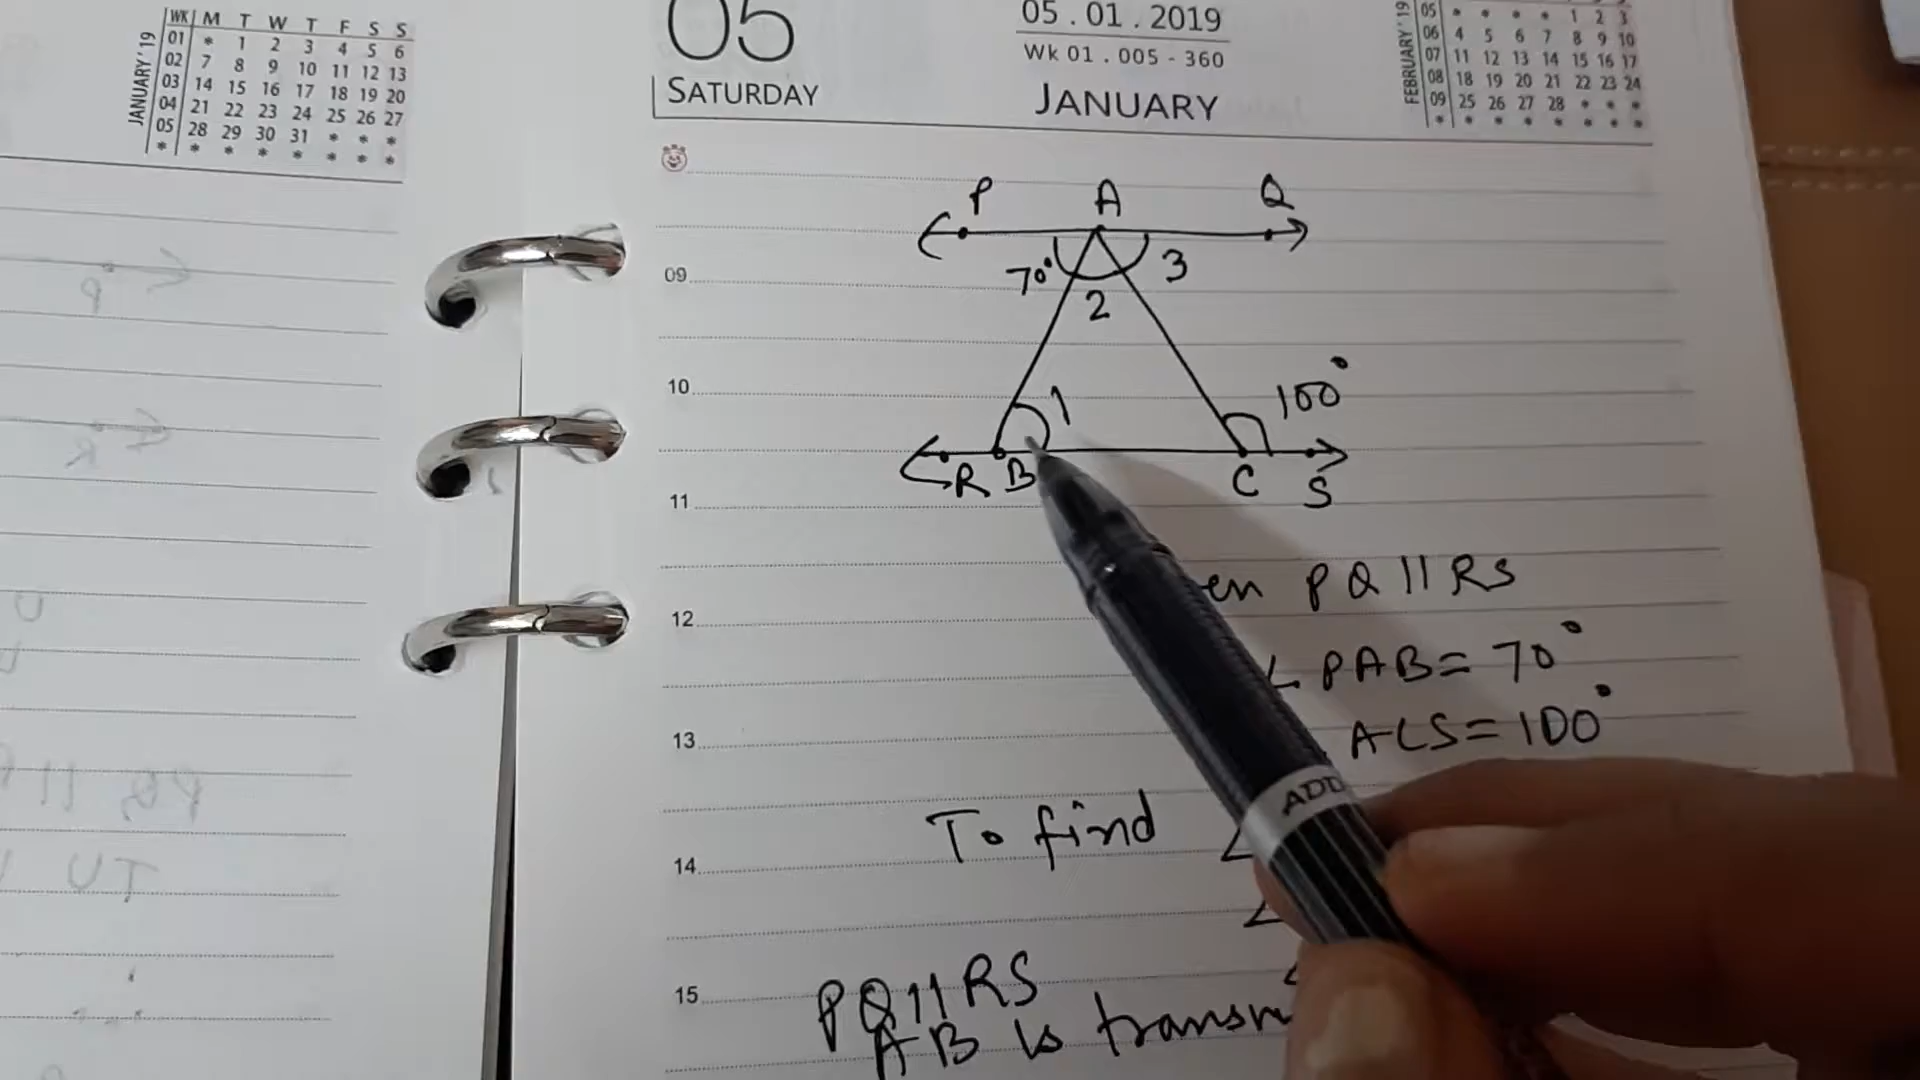 JANUARY '19
WK M T W T F S S
01 * 1 2 3 4 5 6
02 7 8 9 10 11 12 13
03 14 15 16 17 18 19 20
04 21 22 23 24 25 26 27
05 28 29 30 31 * * *
* * * * * * * *
05
SATURDAY
05.01.2019
Wk 01.005-360
JANUARY
FEBRUARY '19
05 * * * * 1 2 3
06 4 5 6 7 8 9 10
07 11 12 13 14 15 16 17
08 18 19 20 21 22 23 24
09 25 26 27 28 * * *
* * * * * * * *
P A Q
70° 3
2
09
10
1 100°
R B C S
11
PQ || RS
12
∠PAB = 70°
13
ACS = 100°
To find ∠
14
∠
15
PQ || RS
AB is
ADD